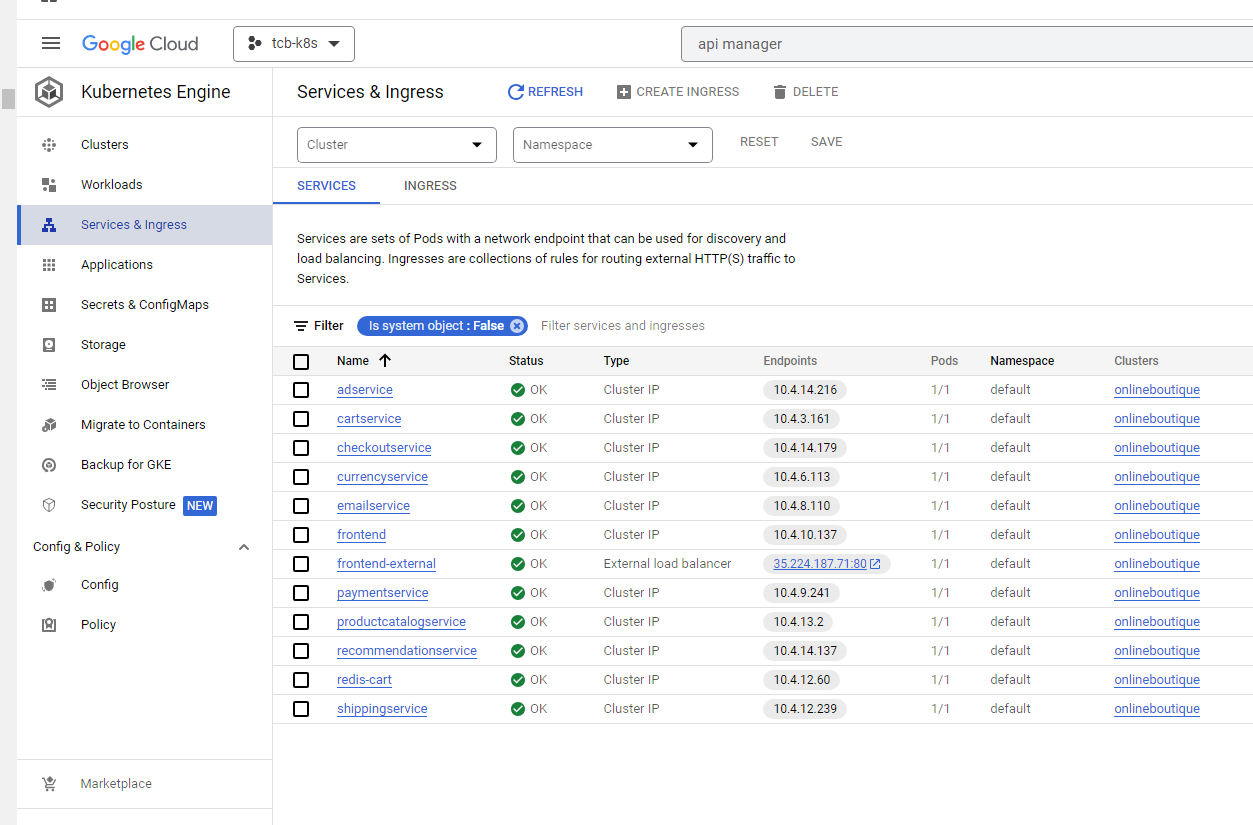 Google Cloud tcb-k8s api manager
Kubernetes Engine
Services & Ingress REFRESH CREATE INGRESS DELETE
Clusters
Workloads
Services & Ingress
Applications
Secrets & ConfigMaps
Storage
Object Browser
Migrate to Containers
Backup for GKE
Security Posture NEW
Config & Policy
Config
Policy
Marketplace
Cluster Namespace RESET SAVE
SERVICES INGRESS
Services are sets of Pods with a network endpoint that can be used for discovery and
load balancing. Ingresses are collections of rules for routing external HTTP(S) traffic to
Services.
Filter Is system object : False Filter services and ingresses
Name Status Type Endpoints Pods Namespace Clusters
adservice OK Cluster IP 10.4.14.216 1/1 default onlineboutique
cartservice OK Cluster IP 10.4.3.161 1/1 default onlineboutique
checkoutservice OK Cluster IP 10.4.14.179 1/1 default onlineboutique
currencyservice OK Cluster IP 10.4.6.113 1/1 default onlineboutique
emailservice OK Cluster IP 10.4.8.110 1/1 default onlineboutique
frontend OK Cluster IP 10.4.10.137 1/1 default onlineboutique
frontend-external OK External load balancer 35.224.187.71:80 1/1 default onlineboutique
paymentservice OK Cluster IP 10.4.9.241 1/1 default onlineboutique
productcatalogservice OK Cluster IP 10.4.13.2 1/1 default onlineboutique
recommendationservice OK Cluster IP 10.4.14.137 1/1 default onlineboutique
redis-cart OK Cluster IP 10.4.12.60 1/1 default onlineboutique
shippingservice OK Cluster IP 10.4.12.239 1/1 default onlineboutique